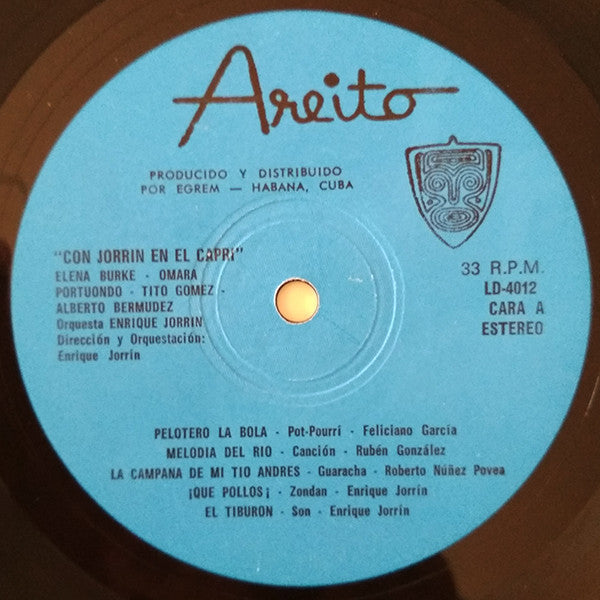 Areito
PRODUCIDO Y DISTRIBUIDO
POR EGREM — HABANA, CUBA
"CON JORRIN EN EL CAPRI"
ELENA BURKE - OMARA
PORTUONDO - TITO GOMEZ -
ALBERTO BERMUDEZ
Orquesta ENRIQUE JORRIN
Dirección y Orquestación:
Enrique Jorrín
33 R.P.M.
LD-4012
CARA A
ESTEREO
PELOTERO LA BOLA - Pot-Pourri - Feliciano García
MELODIA DEL RIO - Canción - Rubén González
LA CAMPANA DE MI TIO ANDRES - Guaracha - Roberto Núñez Povea
¡QUE POLLOS¡ - Zondan - Enrique Jorrín
EL TIBURON - Son - Enrique Jorrín